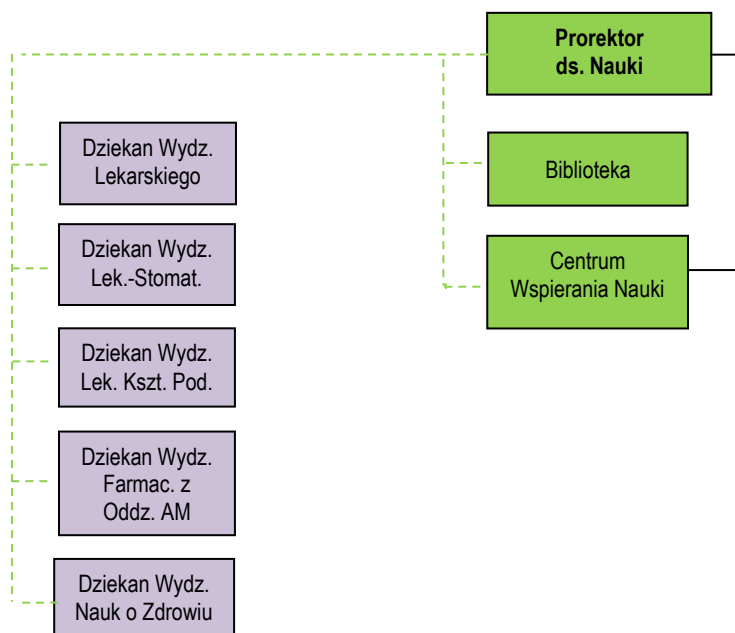 Prorektor
ds. Nauki
Dziekan Wydz.
Lekarskiego
Biblioteka
Dziekan Wydz.
Lek.-Stomat.
Centrum
Wspierania Nauki
Dziekan Wydz.
Lek. Kszt. Pod.
Dziekan Wydz.
Farmac. z
Oddz. AM
Dziekan Wydz.
Nauk o Zdrowiu